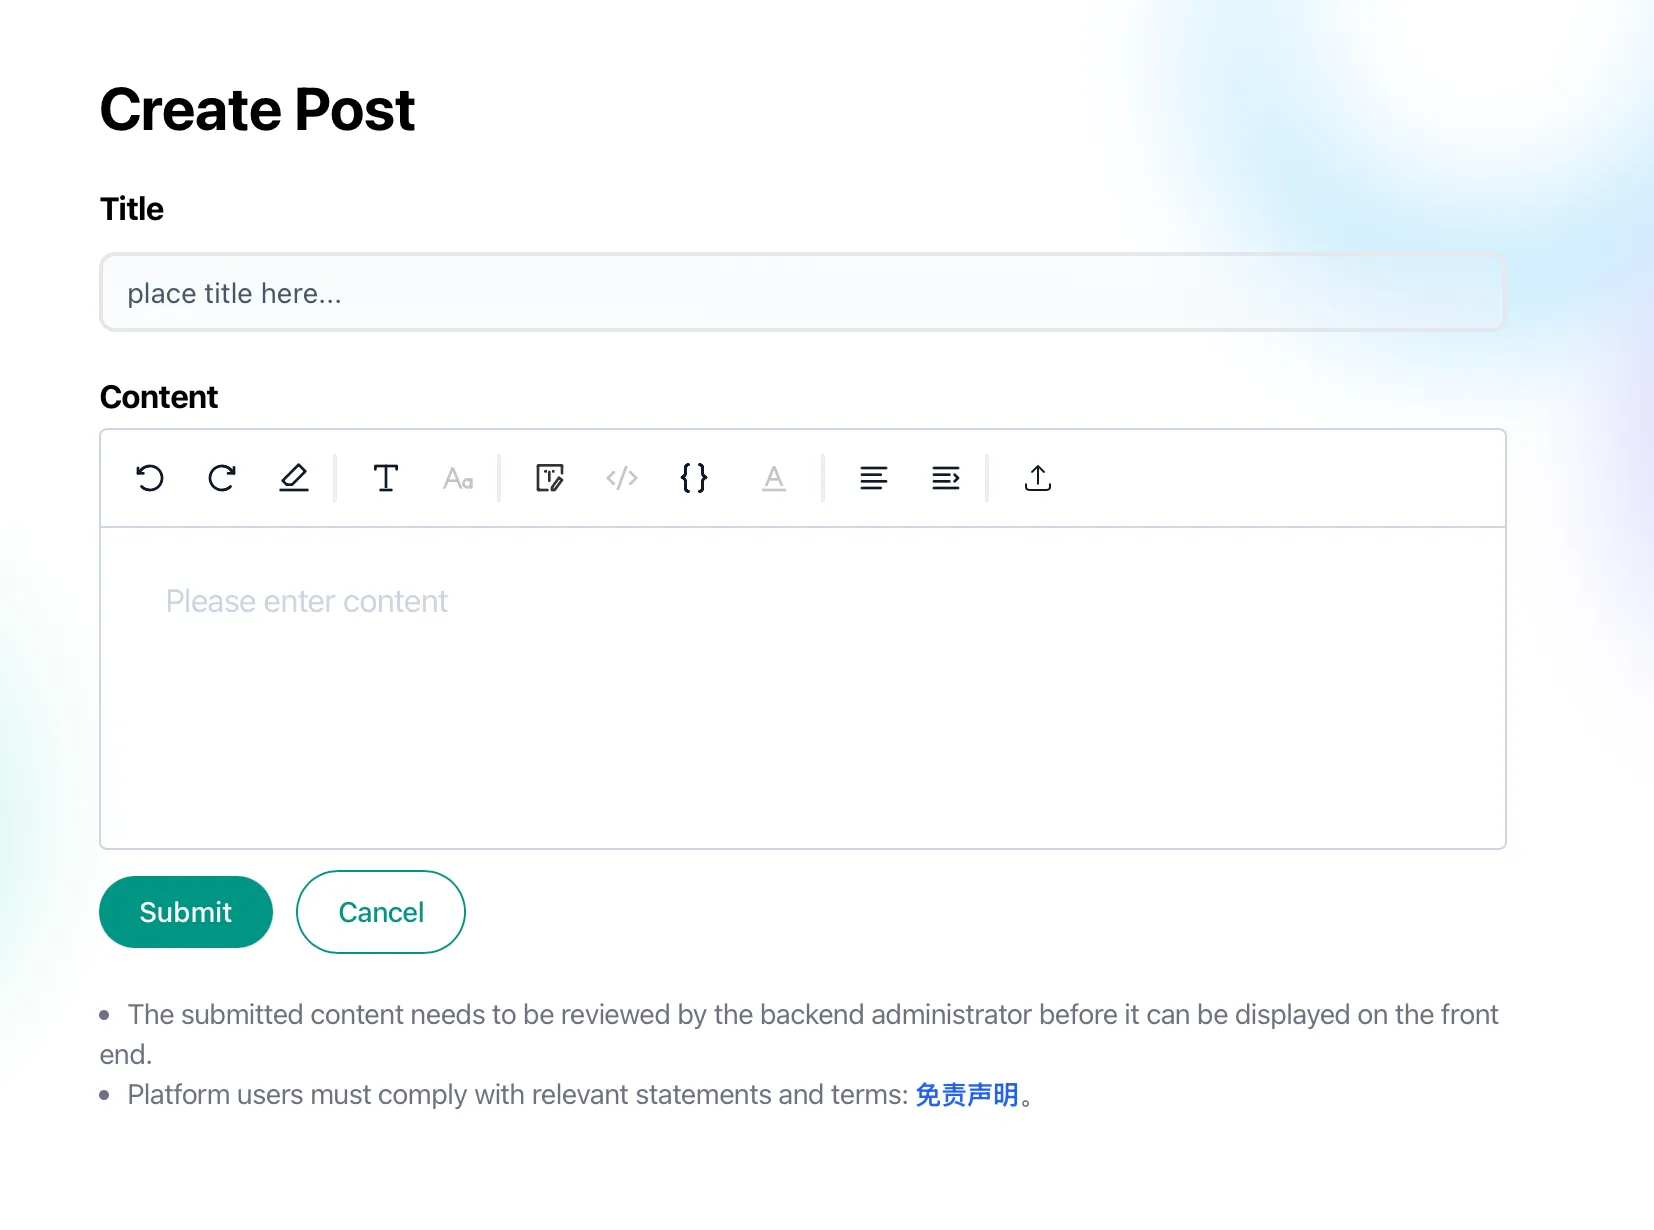 Create Post
Title
place title here...
Content
Please enter content
Submit Cancel
• The submitted content needs to be reviewed by the backend administrator before it can be displayed on the front
end.
• Platform users must comply with relevant statements and terms: 免责声明。